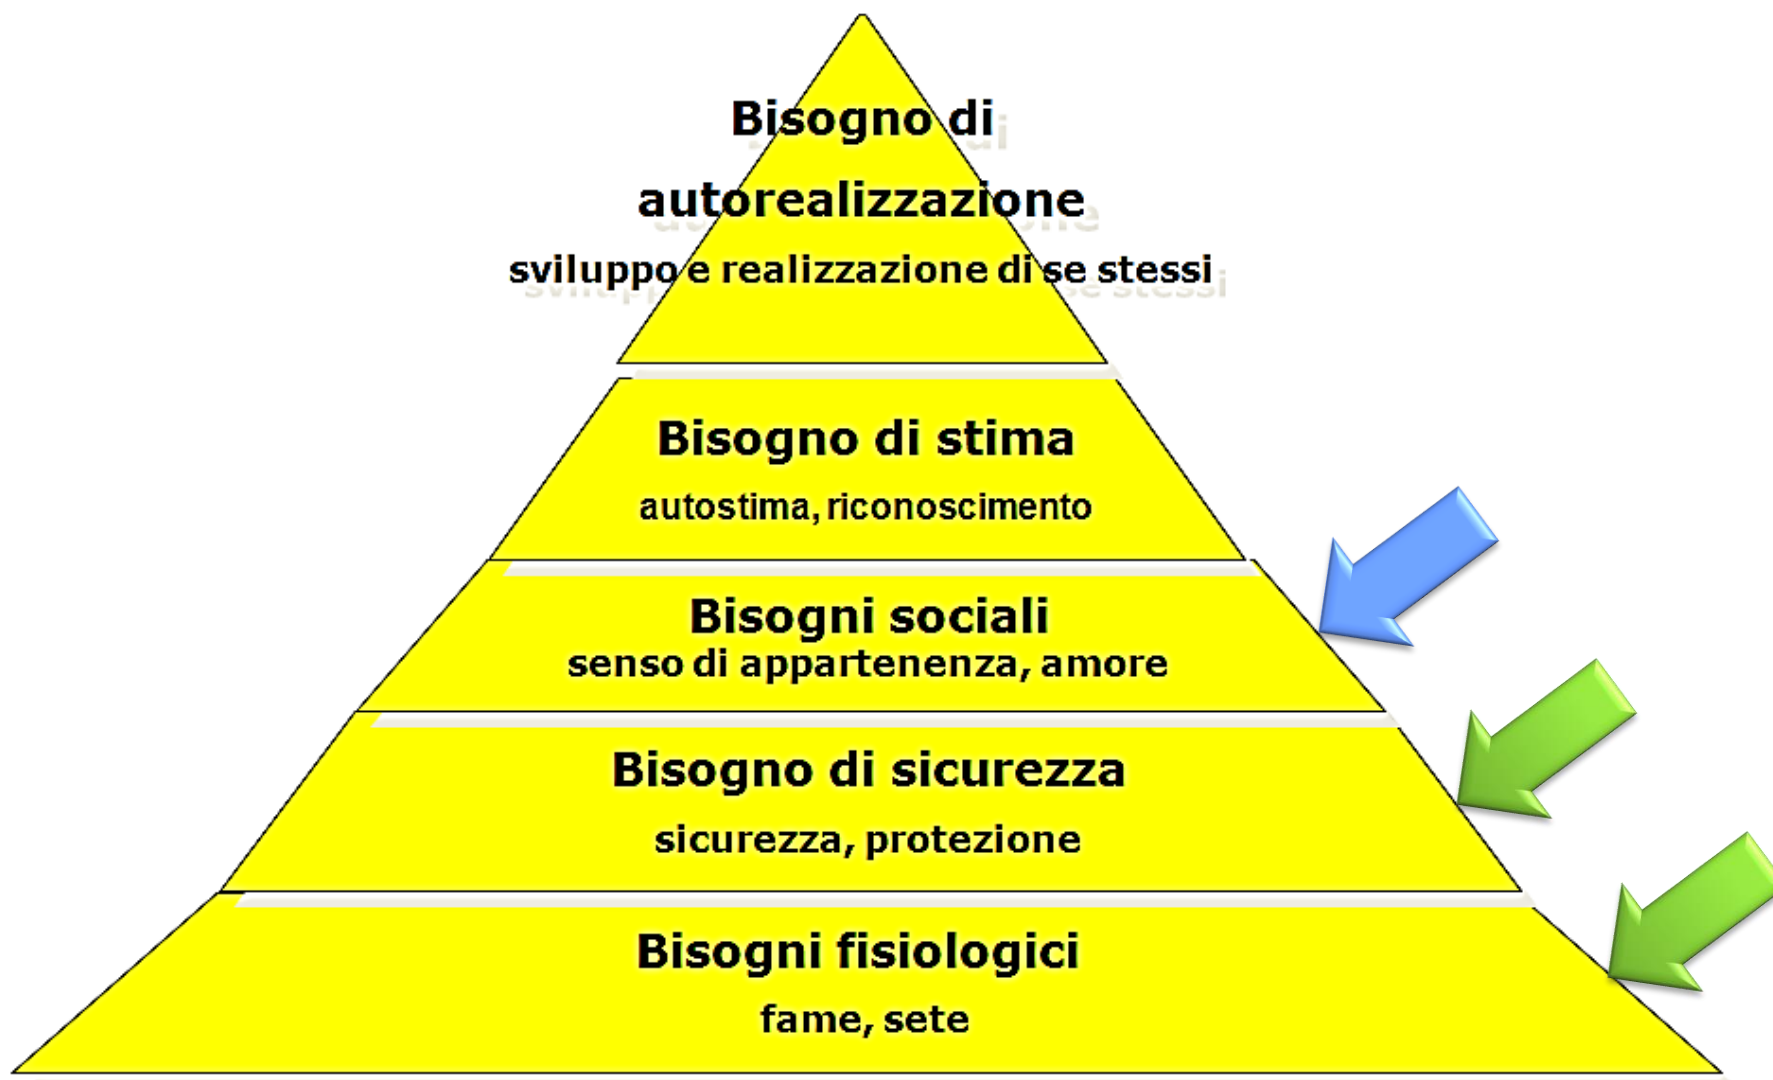 Bisogno di
autorealizzazione
sviluppo e realizzazione di se stessi
Bisogno di stima
autostima, riconoscimento
Bisogni sociali
senso di appartenenza, amore
Bisogno di sicurezza
sicurezza, protezione
Bisogni fisiologici
fame, sete